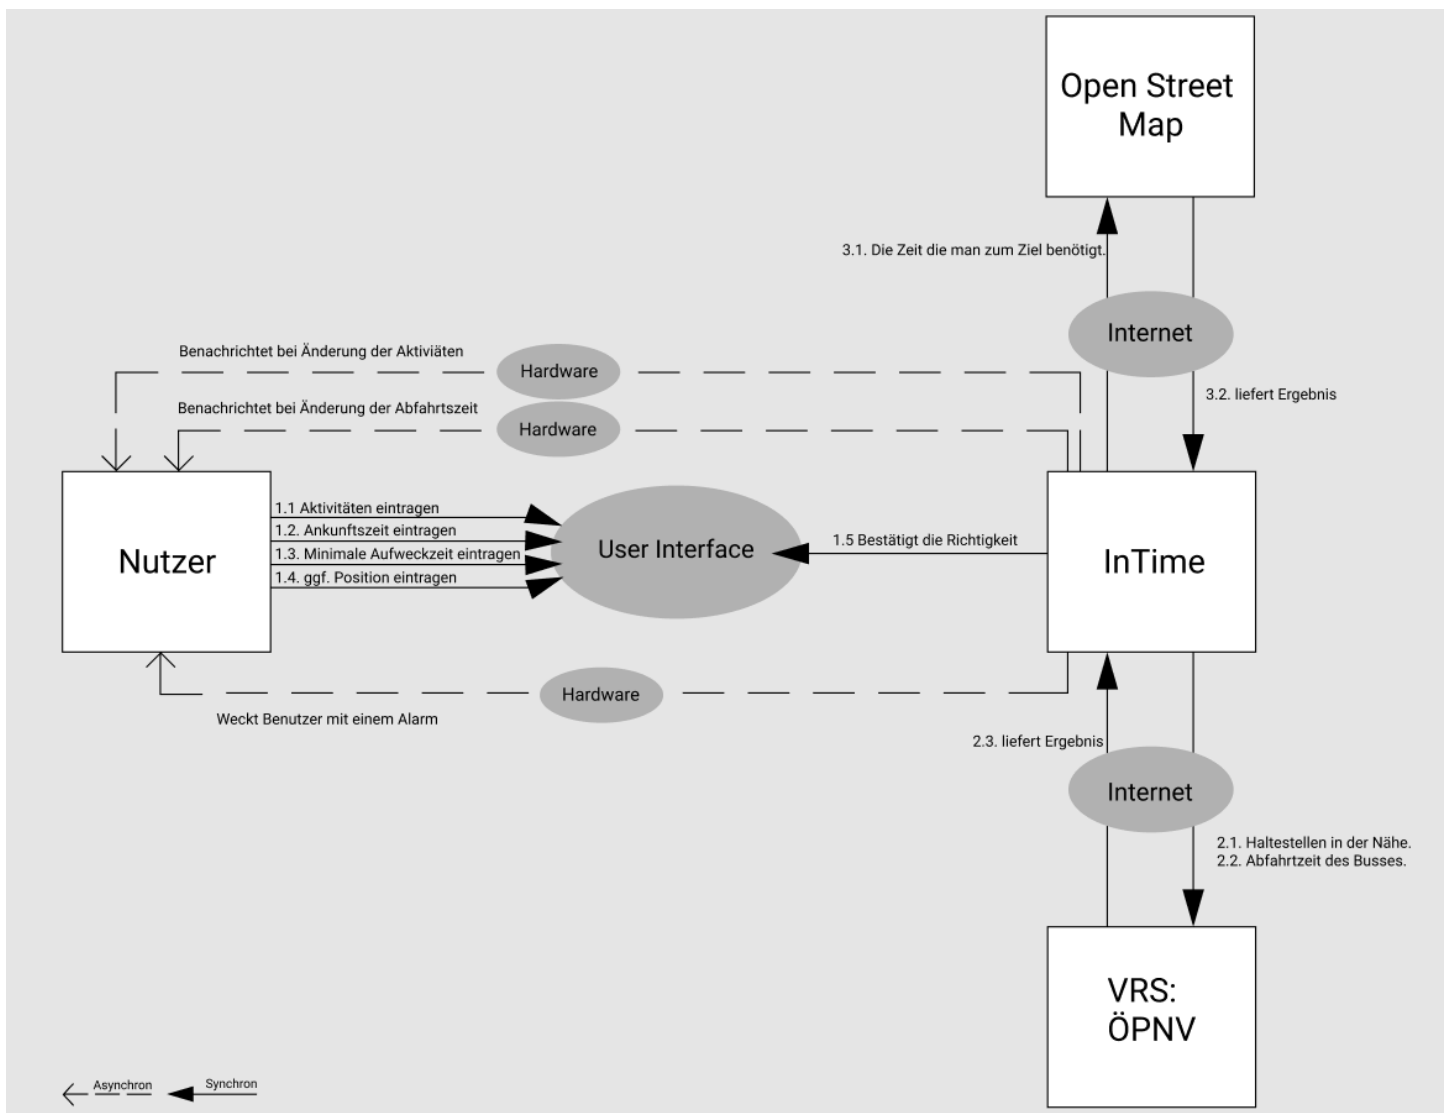 Open Street
Map
3.1. Die Zeit die man zum Ziel benötigt.
Internet
3.2. liefert Ergebnis
Benachrichtet bei Änderung der Aktiviäten
Hardware
Benachrichtet bei Änderung der Abfahrtszeit
Hardware
Nutzer
1.1 Aktivitäten eintragen
1.2. Ankunftszeit eintragen
1.3. Minimale Aufweckzeit eintragen
1.4. ggf. Position eintragen
User Interface
1.5 Bestätigt die Richtigkeit
InTime
Hardware
Weckt Benutzer mit einem Alarm
2.3. liefert Ergebnis
Internet
2.1. Haltestellen in der Nähe.
2.2. Abfahrtzeit des Busses.
VRS:
ÖPNV
Asynchron
Synchron